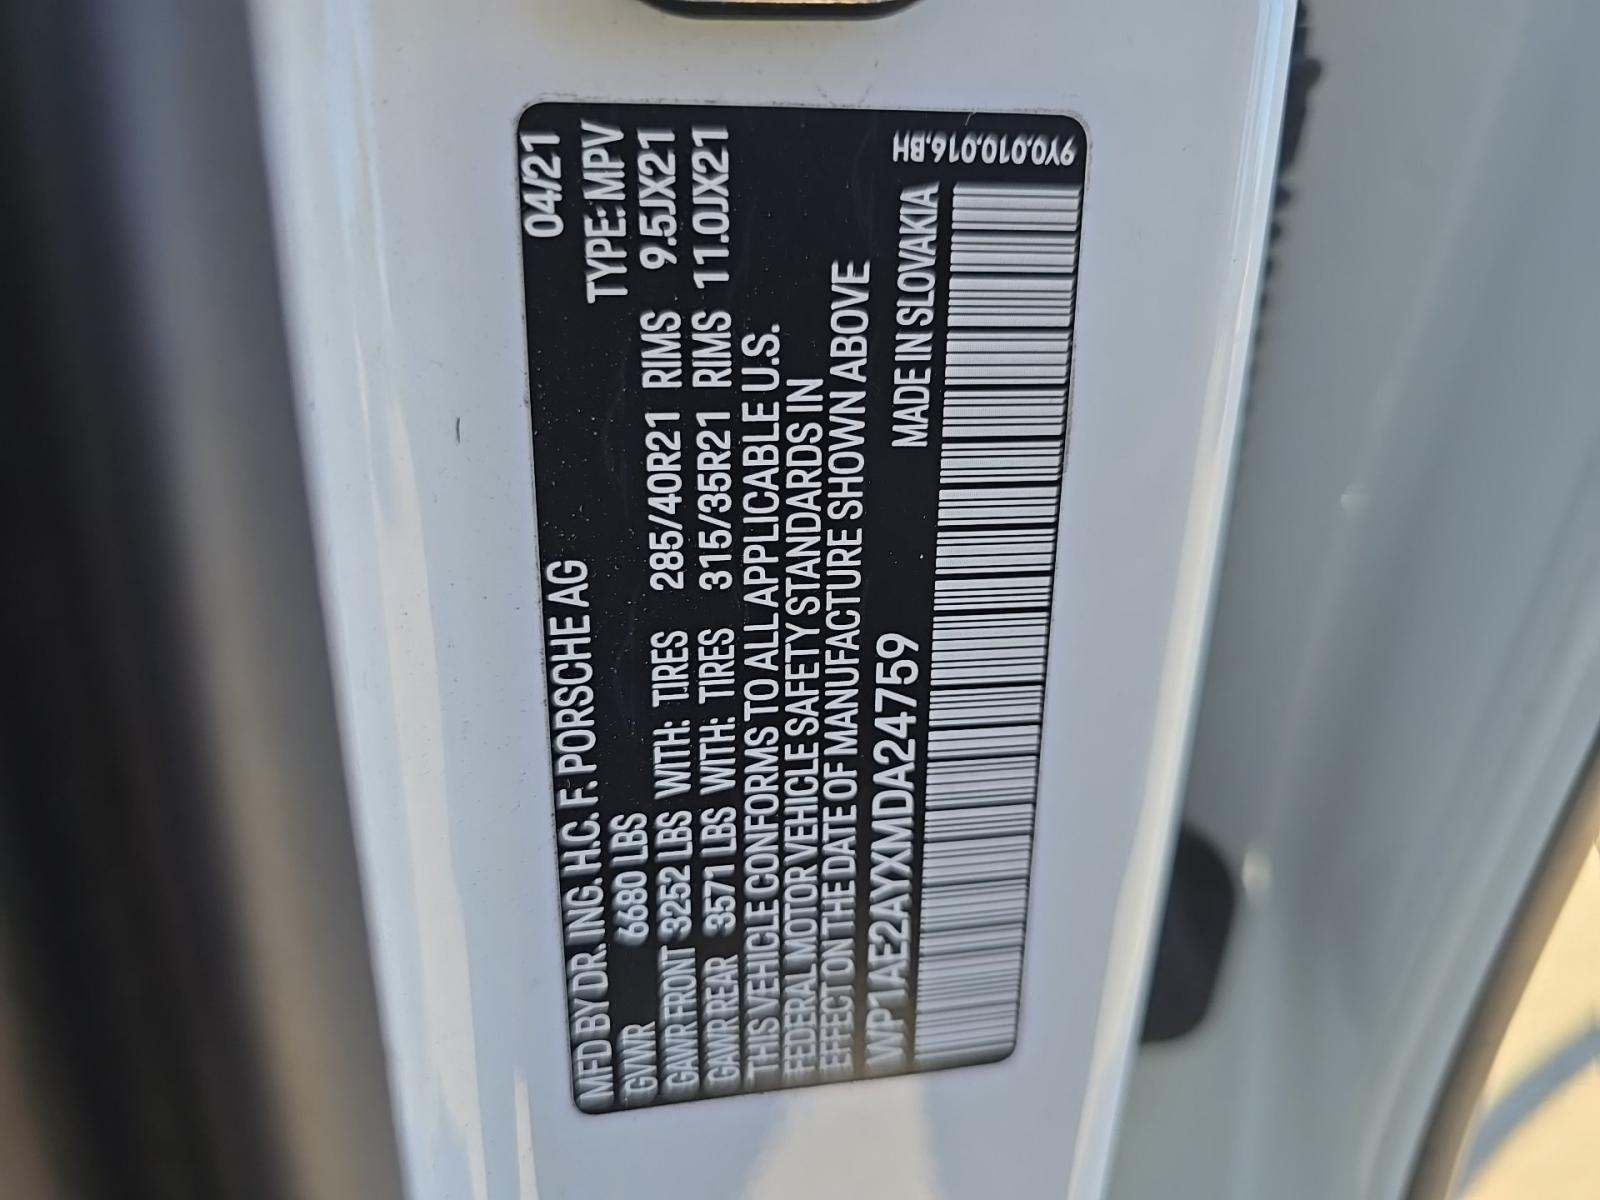 MFD BY DR. ING. H.C. F. PORSCHE AG 04/21
GVWR 6680 LBS TYPE: MPV
GAWR FRONT 3252 LBS WITH: TIRES 285/40R21 RIMS 9.5JX21
GAWR REAR 3571 LBS WITH: TIRES 315/35R21 RIMS 11.0JX21
THIS VEHICLE CONFORMS TO ALL APPLICABLE U.S.
FEDERAL MOTOR VEHICLE SAFETY STANDARDS IN
EFFECT ON THE DATE OF MANUFACTURE SHOWN ABOVE
WP1AE2AYXMDA24759 MADE IN SLOVAKIA
9Y0.010.016.BH